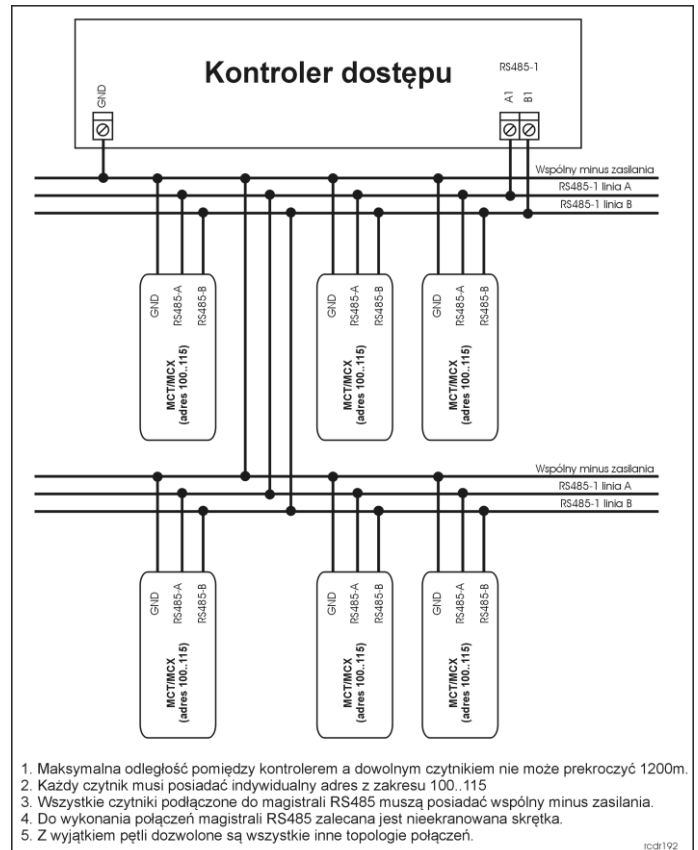 Kontroler dostępu
RS485-1
GND
A1
B1
Wspólny minus zasilania
RS485-1 linia A
RS485-1 linia B
GND
RS485-A
RS485-B
MCT/MCX
(adres 100..115)
GND
RS485-A
RS485-B
MCT/MCX
(adres 100..115)
GND
RS485-A
RS485-B
MCT/MCX
(adres 100..115)
Wspólny minus zasilania
RS485-1 linia A
RS485-1 linia B
GND
RS485-A
RS485-B
MCT/MCX
(adres 100..115)
GND
RS485-A
RS485-B
MCT/MCX
(adres 100..115)
GND
RS485-A
RS485-B
MCT/MCX
(adres 100..115)
1. Maksymalna odległość pomiędzy kontrolerem a dowolnym czytnikiem nie może prekroczyć 1200m.
2. Każdy czytnik musi posiadać indywidualny adres z zakresu 100..115
3. Wszystkie czytniki podłączone do magistrali RS485 muszą posiadać wspólny minus zasilania.
4. Do wykonania połączeń magistrali RS485 zalecana jest nieekranowana skrętka.
5. Z wyjątkiem pętli dozwolone są wszystkie inne topologie połączeń.
rcdr192